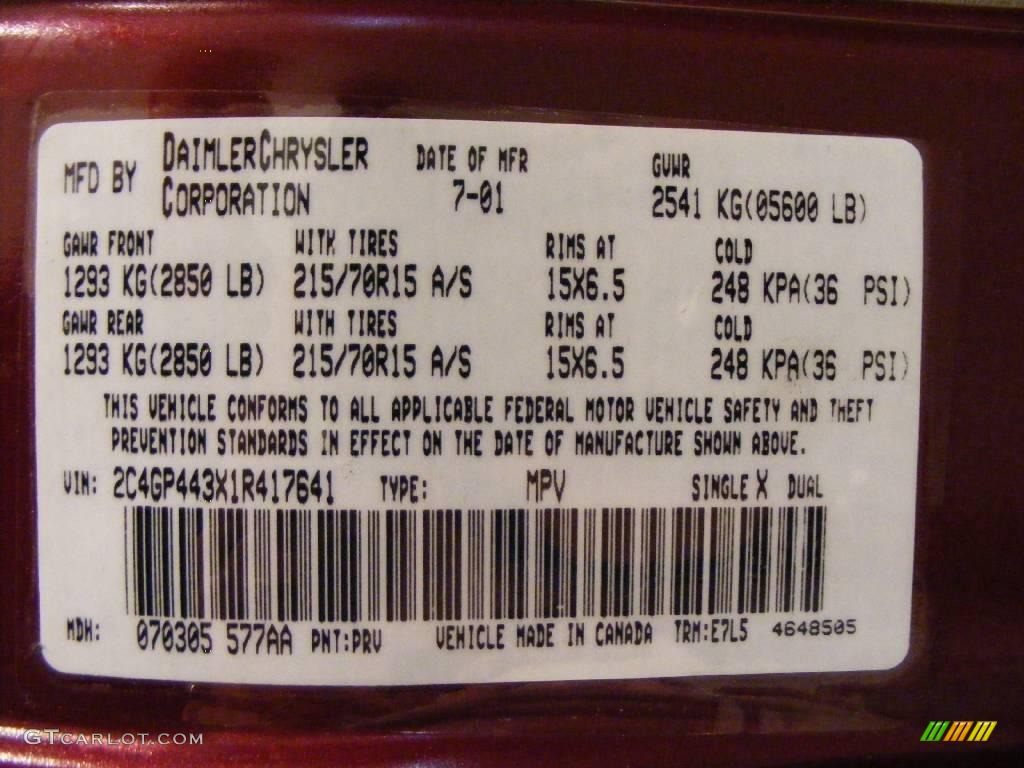 MFD BY DAIMLERCHRYSLER CORPORATION DATE OF MFR 7-01 GVWR 2541 KG(05600 LB)
GAWR FRONT WITH TIRES RIMS AT COLD
1293 KG(2850 LB) 215/70R15 A/S 15X6.5 248 KPA(36 PSI)
GAWR REAR WITH TIRES RIMS AT COLD
1293 KG(2850 LB) 215/70R15 A/S 15X6.5 248 KPA(36 PSI)
THIS VEHICLE CONFORMS TO ALL APPLICABLE FEDERAL MOTOR VEHICLE SAFETY AND THEFT
PREVENTION STANDARDS IN EFFECT ON THE DATE OF MANUFACTURE SHOWN ABOVE.
VIN: 2C4GP443X1R417641 TYPE: MPV SINGLE X DUAL
MDH: 070305 577AA PNT:PRV VEHICLE MADE IN CANADA TRM:E7L5 4648505
GTCARLOT.COM